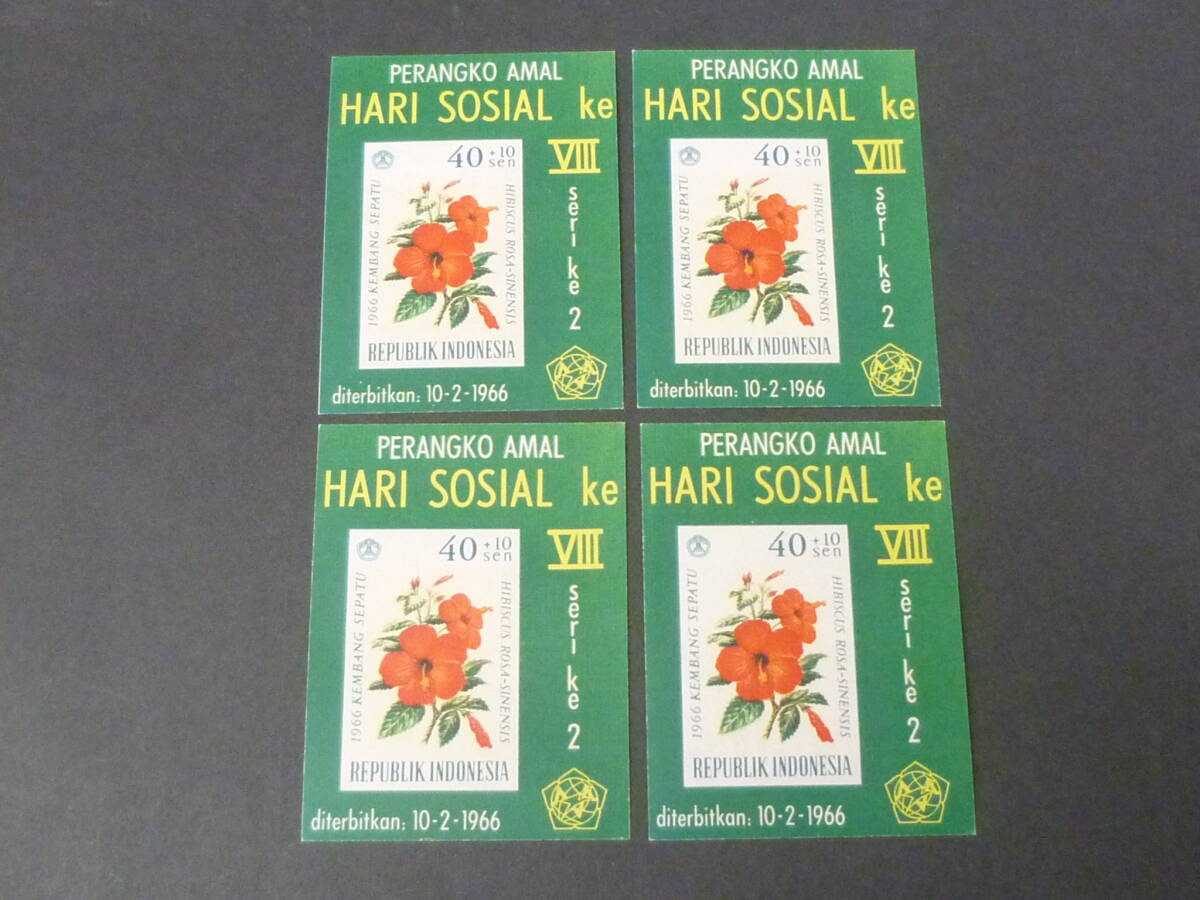 PERANGKO AMAL
HARI SOSIAL ke
VIII
seri ke 2
40 +10 sen
1966 KEMBANG SEPATU
HIBISCUS ROSA-SINENSIS
REPUBLIK INDONESIA
diterbitkan: 10-2-1966
PERANGKO AMAL
HARI SOSIAL ke
VIII
seri ke 2
40 +10 sen
1966 KEMBANG SEPATU
HIBISCUS ROSA-SINENSIS
REPUBLIK INDONESIA
diterbitkan: 10-2-1966
PERANGKO AMAL
HARI SOSIAL ke
VIII
seri ke 2
40 +10 sen
1966 KEMBANG SEPATU
HIBISCUS ROSA-SINENSIS
REPUBLIK INDONESIA
diterbitkan: 10-2-1966
PERANGKO AMAL
HARI SOSIAL ke
VIII
seri ke 2
40 +10 sen
1966 KEMBANG SEPATU
HIBISCUS ROSA-SINENSIS
REPUBLIK INDONESIA
diterbitkan: 10-2-1966